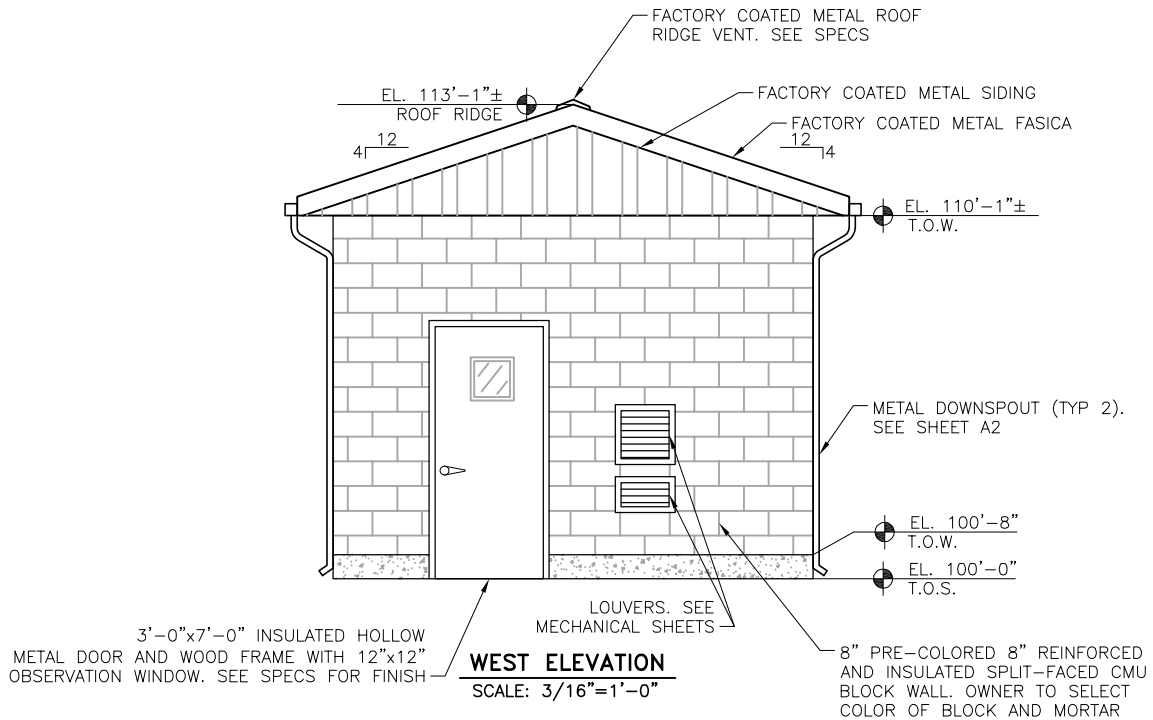 FACTORY COATED METAL ROOF
RIDGE VENT. SEE SPECS
EL. 113'-1"±
ROOF RIDGE
FACTORY COATED METAL SIDING
FACTORY COATED METAL FASICA
12
4
12
4
EL. 110'-1"±
T.O.W.
METAL DOWNSPOUT (TYP 2).
SEE SHEET A2
EL. 100'-8"
T.O.W.
EL. 100'-0"
T.O.S.
LOUVERS. SEE
MECHANICAL SHEETS
3'-0"x7'-0" INSULATED HOLLOW
METAL DOOR AND WOOD FRAME WITH 12"x12"
OBSERVATION WINDOW. SEE SPECS FOR FINISH
8" PRE-COLORED 8" REINFORCED
AND INSULATED SPLIT-FACED CMU
BLOCK WALL. OWNER TO SELECT
COLOR OF BLOCK AND MORTAR
WEST ELEVATION
SCALE: 3/16"=1'-0"